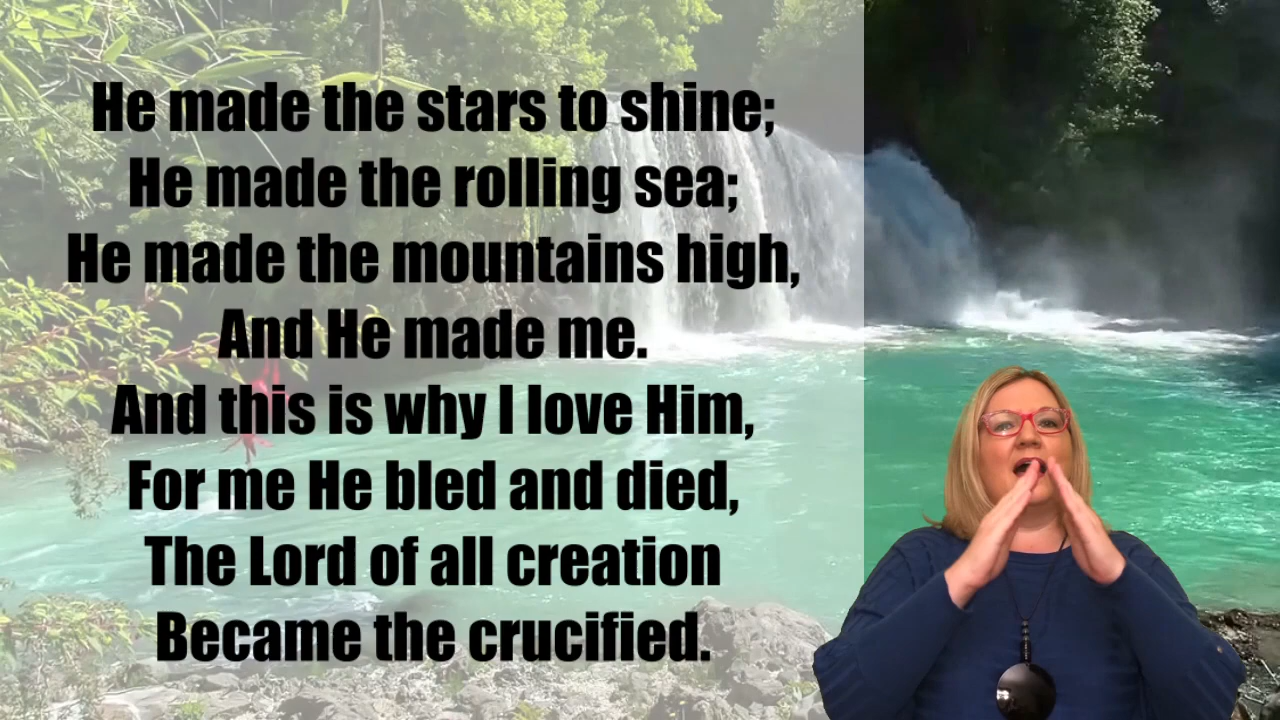 He made the stars to shine;
He made the rolling sea;
He made the mountains high,
And He made me.
And this is why I love Him,
For me He bled and died,
The Lord of all creation
Became the crucified.